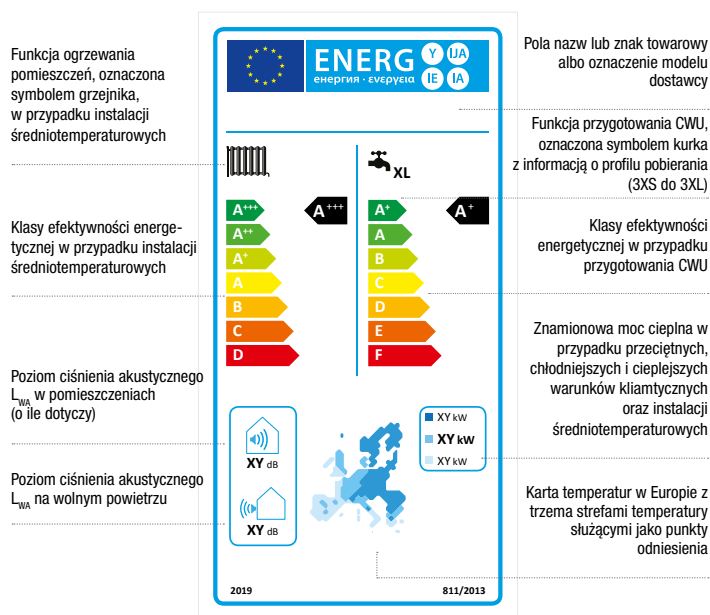 Funkcja ogrzewania
pomieszczeń, oznaczona
symbolem grzejnika,
w przypadku instalacji
średniotemperaturowych
Klasy efektywności energe-
tycznej w przypadku instalacji
średniotemperaturowych
Poziom ciśnienia akustycznego
LWA w pomieszczeniach
(o ile dotyczy)
Poziom ciśnienia akustycznego
LWA na wolnym powietrzu
ENERG
енергия · ενεργεια
Y IJA
IE IA
XL
A+++
A++
A+
A
B
C
D
A+++
A+
A
B
C
D
E
F
A+
XY dB
XY dB
XY kW
XY kW
XY kW
2019
811/2013
Pola nazw lub znak towarowy
albo oznaczenie modelu
dostawcy
Funkcja przygotowania CWU,
oznaczona symbolem kurka
z informacją o profilu pobierania
(3XS do 3XL)
Klasy efektywności
energetycznej w przypadku
przygotowania CWU
Znamionowa moc cieplna w
przypadku przeciętnych,
chłodniejszych i cieplejszych
warunków kliamtycznych
oraz instalacji
średniotemperaturowych
Karta temperatur w Europie z
trzema strefami temperatury
służącymi jako punkty
odniesienia